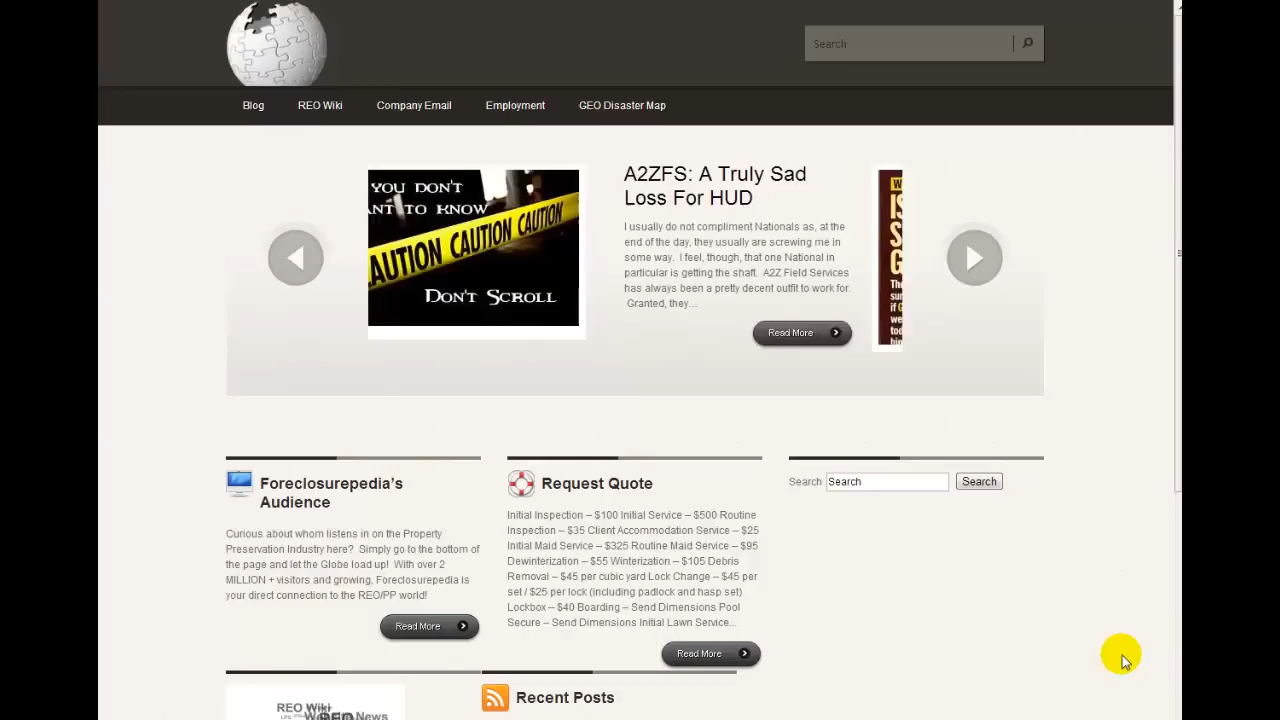 Search
Blog
REO Wiki
Company Email
Employment
GEO Disaster Map
YOU DON'T
ANT TO KNOW
CAUTION CAUTION CAUTION
DON'T SCROLL
A2ZFS: A Truly Sad
Loss For HUD
I usually do not compliment Nationals as, at the
end of the day, they usually are screwing me in
some way. I feel, though, that one National in
particular is getting the shaft. A2Z Field Services
has always been a pretty decent outfit to work for.
Granted, they...
Read More
Foreclosurepedia's
Audience
Curious about whom listens in on the Property
Preservation Industry here? Simply go to the bottom of
the page and let the Globe load up! With over 2
MILLION + visitors and growing, Foreclosurepedia is
your direct connection to the REO/PP world!
Read More
Request Quote
Initial Inspection – $100 Initial Service – $500 Routine
Inspection – $35 Client Accommodation Service – $25
Initial Maid Service – $325 Routine Maid Service – $95
Dewinterization – $55 Winterization – $105 Debris
Removal – $45 per cubic yard Lock Change – $45 per
set / $25 per lock (including padlock and hasp set)
Lockbox – $40 Boarding – Send Dimensions Pool
Secure – Send Dimensions Initial Lawn Service...
Read More
Search Search Search
REO Wiki
News
Recent Posts